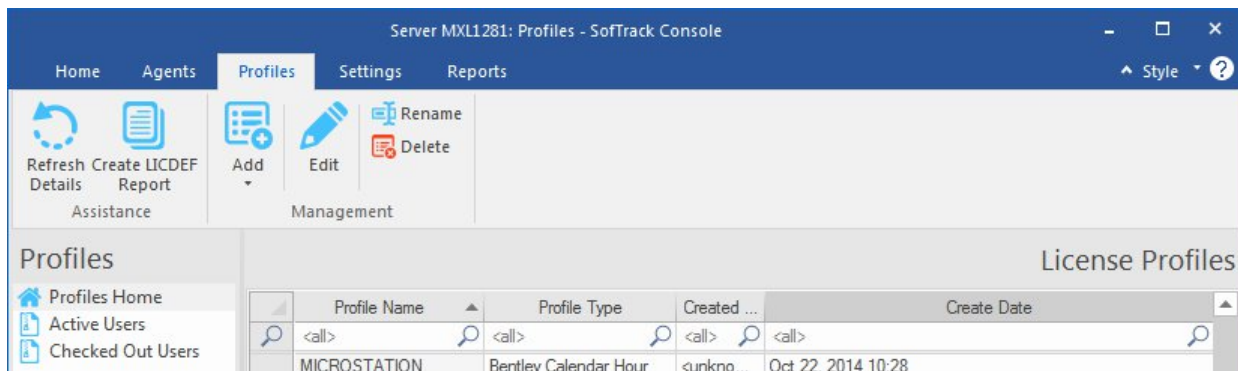 Server MXL1281: Profiles - SofTrack Console
Home Agents Profiles Settings Reports Style
Refresh Details
Create LICDEF Report
Add
Edit
Rename
Delete
Assistance
Management
Profiles
License Profiles
Profiles Home
Active Users
Checked Out Users
Profile Name Profile Type Created ... Create Date
<all> <all> <all> <all>
MICROSTATION Bentley Calendar Hour <unkno... Oct 22, 2014 10:28